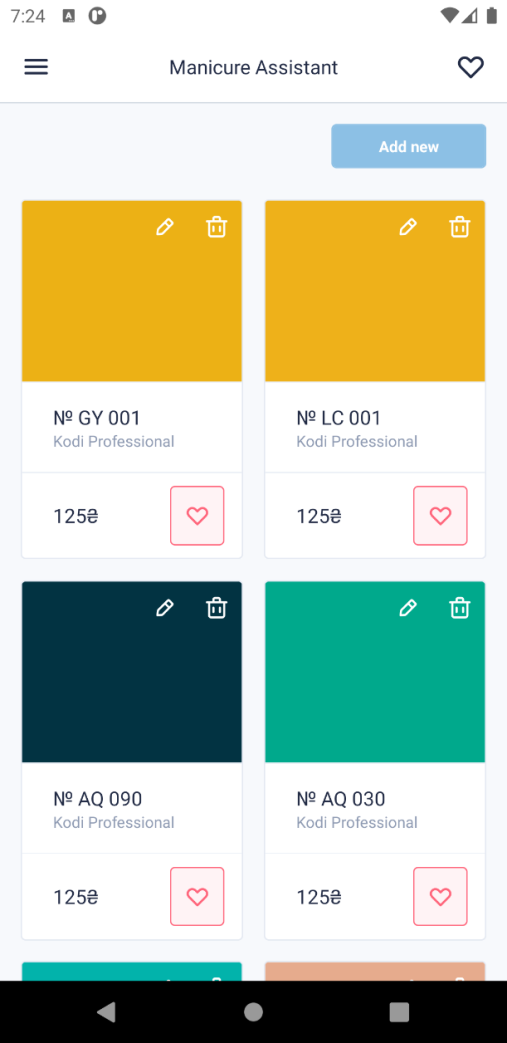 7:24
Manicure Assistant
Add new
№ GY 001
Kodi Professional
125₴
№ LC 001
Kodi Professional
125₴
№ AQ 090
Kodi Professional
125₴
№ AQ 030
Kodi Professional
125₴